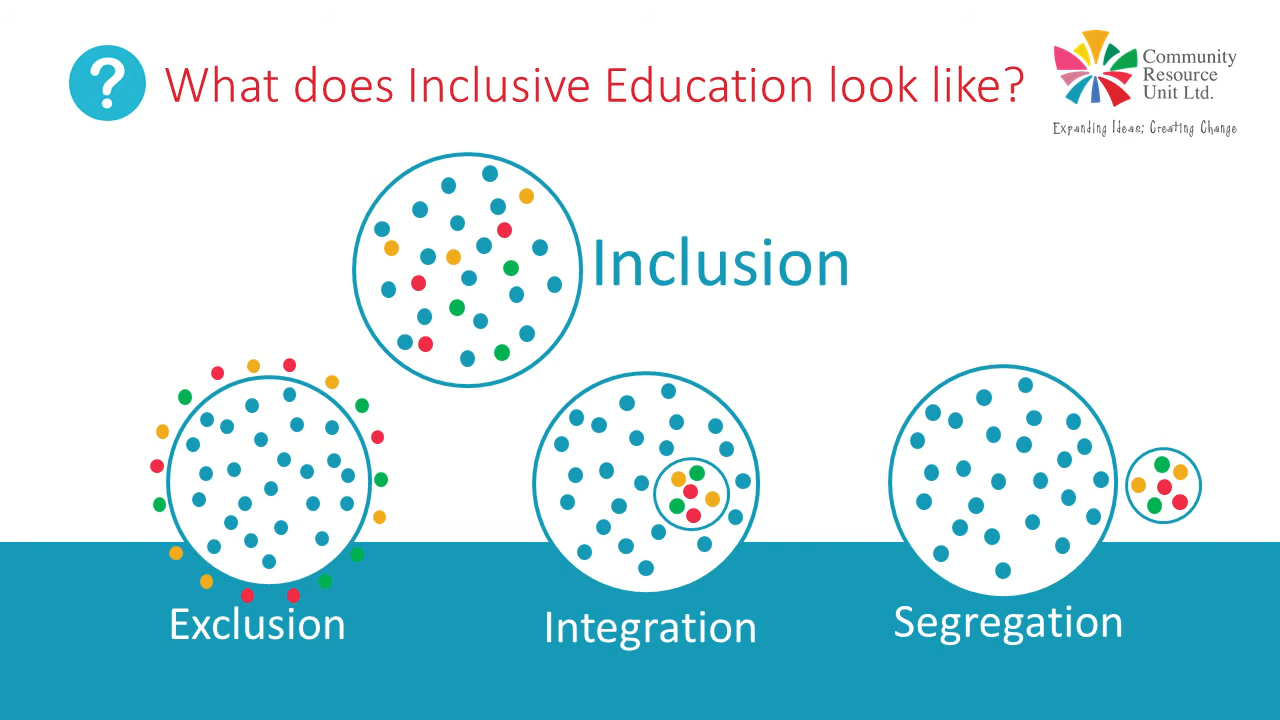 ?
What does Inclusive Education look like?
Community
Resource
Unit Ltd.
Expanding Ideas; Creating Change
Inclusion
Exclusion
Integration
Segregation